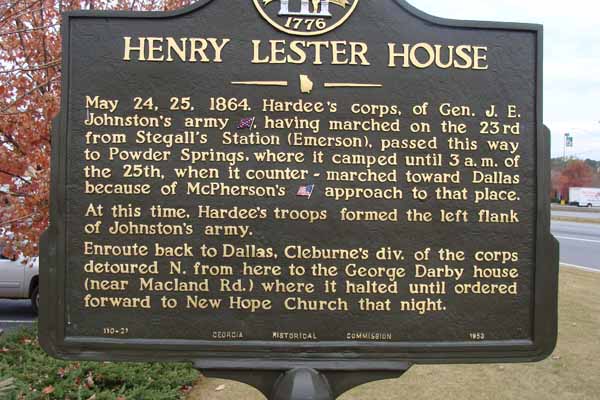 1776
HENRY LESTER HOUSE
May 24, 25, 1864. Hardee's corps, of Gen. J. E.
Johnston's army , having marched on the 23rd
from Stegall's Station (Emerson), passed this way
to Powder Springs, where it camped until 3 a.m. of
the 25th, when it counter-marched toward Dallas
because of McPherson's approach to that place.
At this time, Hardee's troops formed the left flank
of Johnston's army.
Enroute back to Dallas, Cleburne's div. of the corps
detoured N. from here to the George Darby house
(near Macland Rd.) where it halted until ordered
forward to New Hope Church that night.
110-21 GEORGIA HISTORICAL COMMISSION 1953